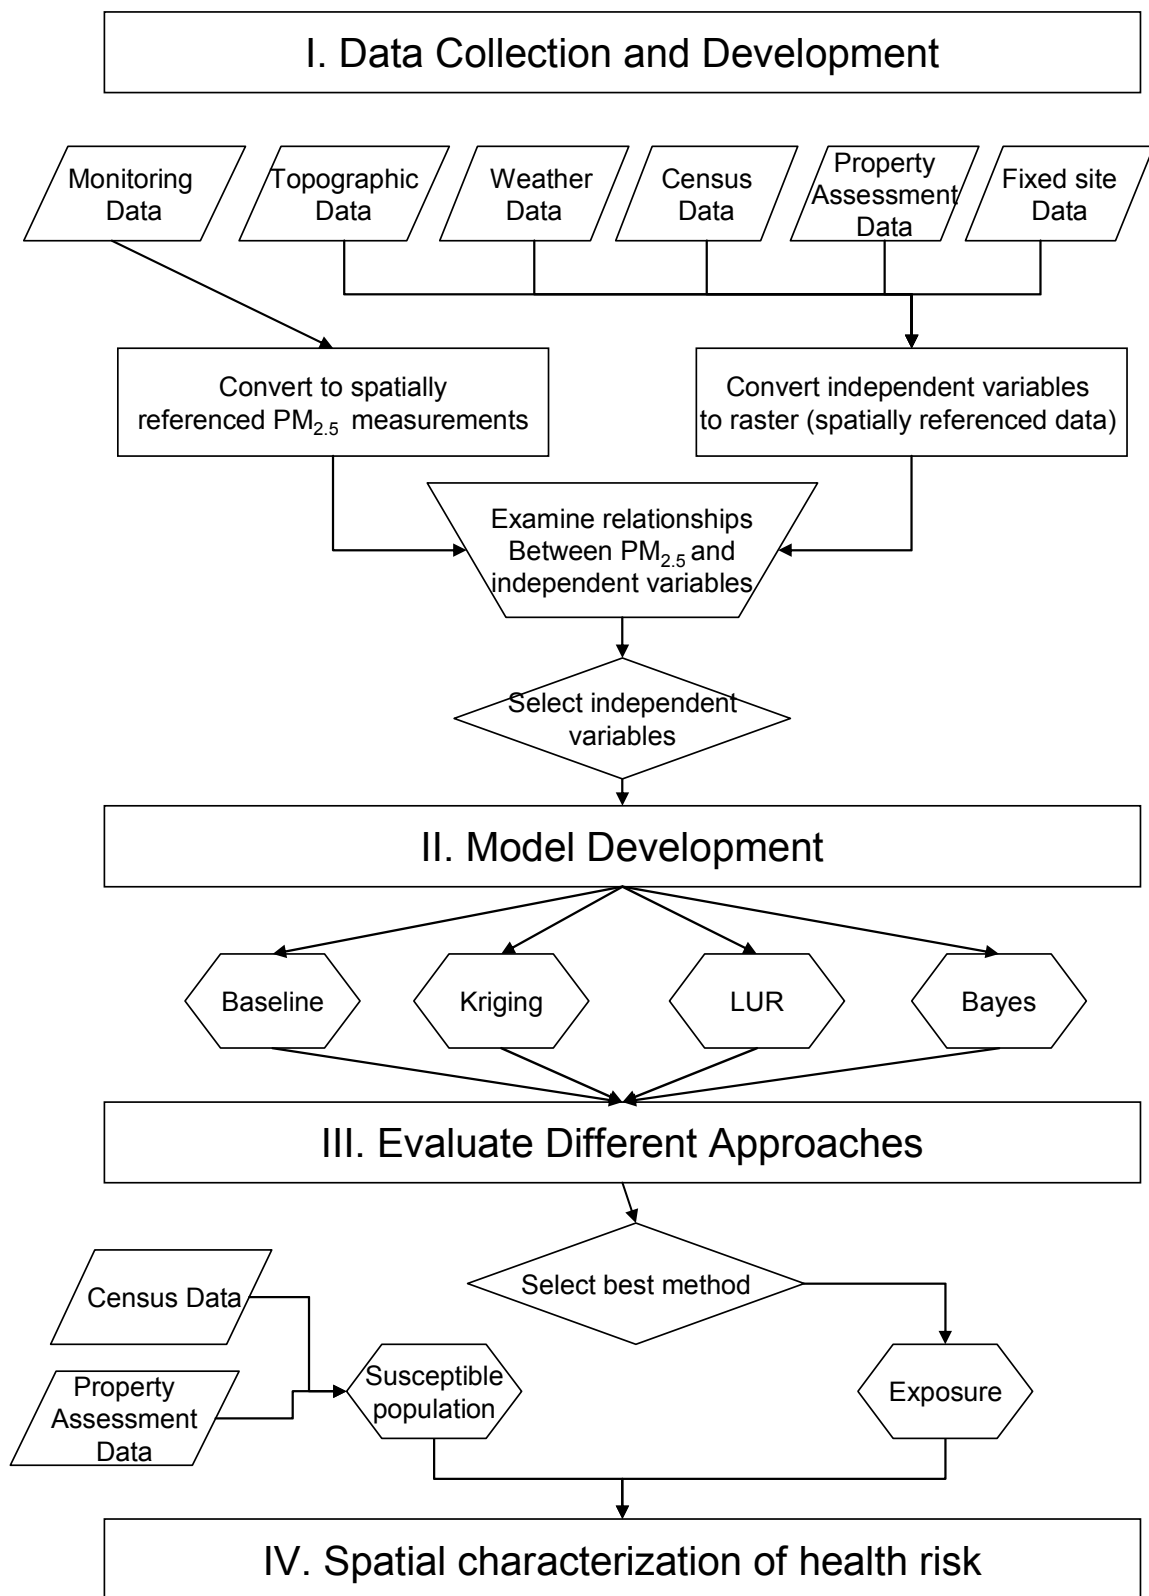 I. Data Collection and Development
Monitoring
Data
Topographic
Data
Weather
Data
Census
Data
Property
Assessment
Data
Fixed site
Data
Convert to spatially
referenced PM2.5 measurements
Convert independent variables
to raster (spatially referenced data)
Examine relationships
Between PM2.5 and
independent variables
Select independent
variables
II. Model Development
Baseline
Kriging
LUR
Bayes
III. Evaluate Different Approaches
Select best method
Census Data
Property
Assessment
Data
Susceptible
population
Exposure
IV. Spatial characterization of health risk